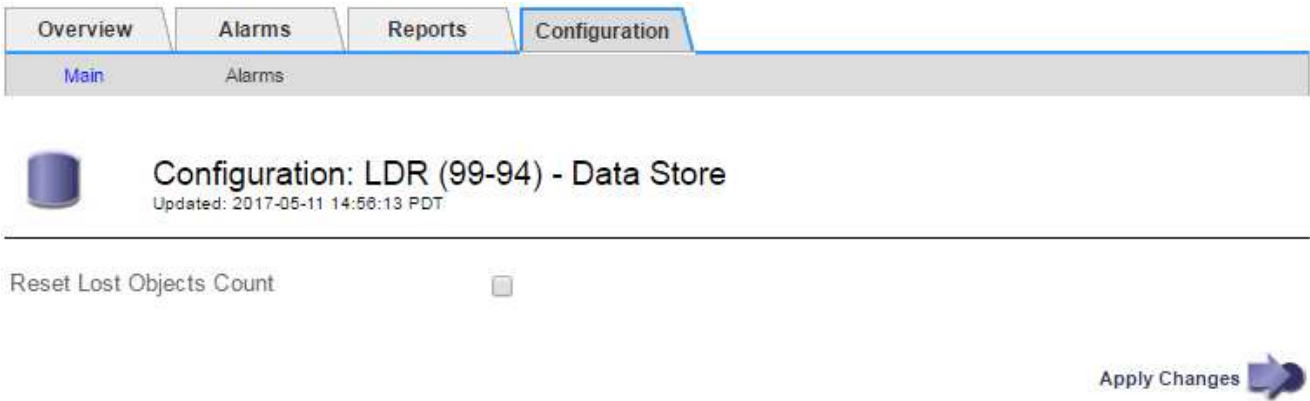 Overview Alarms Reports Configuration
Main Alarms
Configuration: LDR (99-94) - Data Store
Updated: 2017-05-11 14:56:13 PDT
Reset Lost Objects Count
Apply Changes